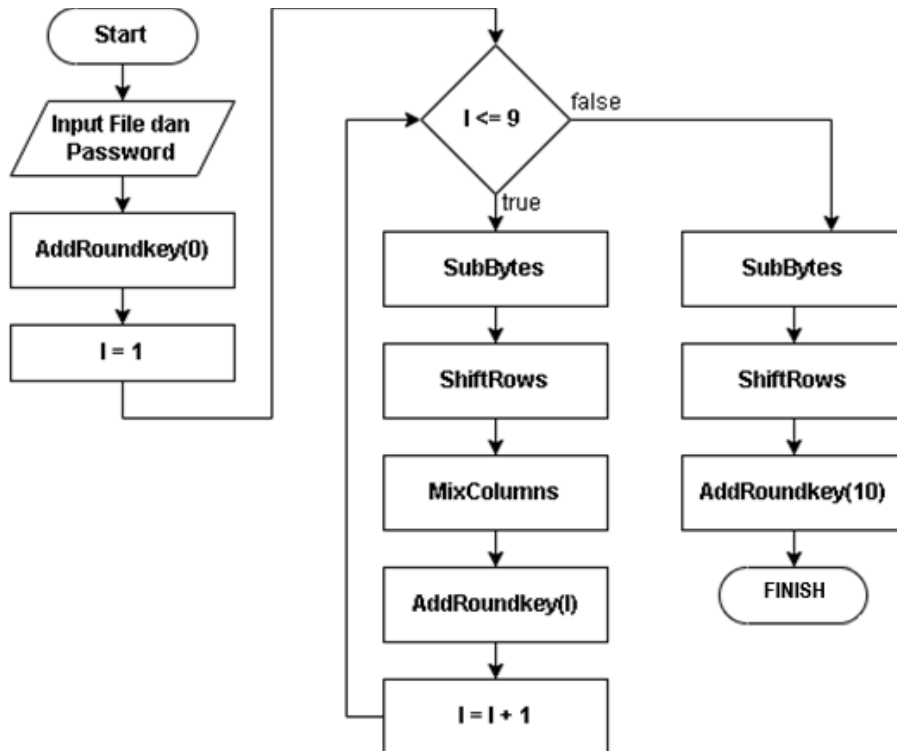 Start
Input File dan
Password
AddRoundkey(0)
I = 1
I <= 9
false
true
SubBytes
ShiftRows
MixColumns
AddRoundkey(I)
I = I + 1
SubBytes
ShiftRows
AddRoundkey(10)
FINISH